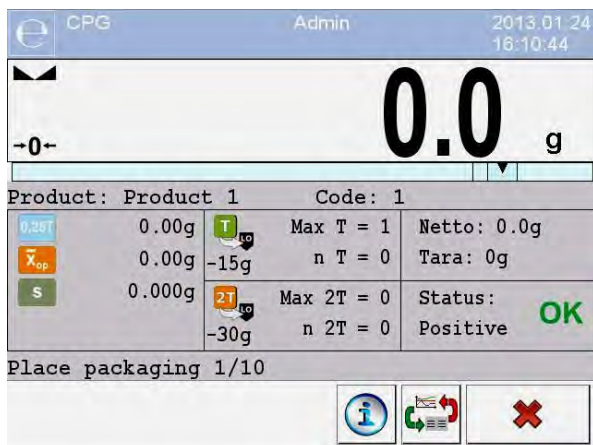 e CPG Admin 2013.01.24
16:10:44
0.0 g
→0←
Product: Product 1 Code: 1
0,25T 0.00g T LO Max T = 1 Netto: 0.0g
X̄op 0.00g -15g n T = 0 Tara: 0g
S 0.000g 2T LO Max 2T = 0 Status: OK
-30g n 2T = 0 Positive
Place packaging 1/10
i